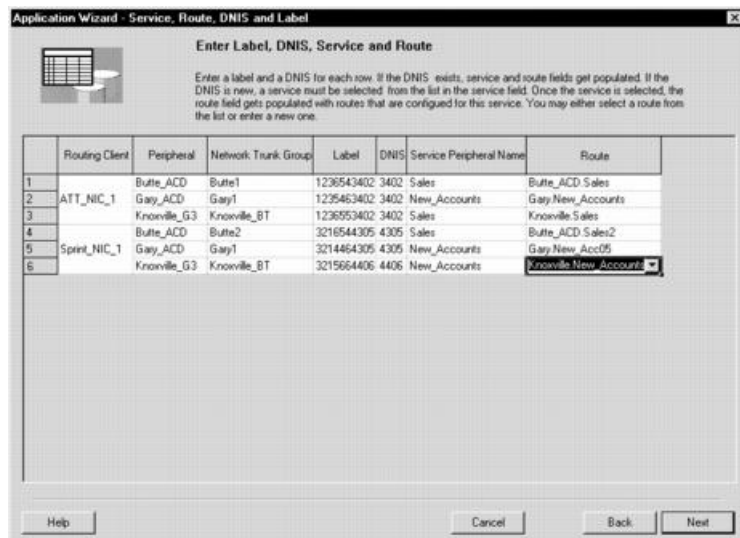 Application Wizard - Service, Route, DNIS and Label
Enter Label, DNIS, Service and Route
Enter a label and a DNIS for each row. If the DNIS exists, service and route fields get populated. If the
DNIS is new, a service must be selected from the list in the service field. Once the service is selected, the
route field gets populated with routes that are configued for this service. You may either select a route from
the list or enter a new one.
Routing Client Peripheral Network Trunk Group Label DNIS Service Peripheral Name Route
1 Butte_ACD Butte1 1236543402 3402 Sales Butte_ACD.Sales
2 ATT_NIC_1 Gary_ACD Gary1 1235463402 3402 New_Accounts Gary.New_Accounts
3 Knoxville_G3 Knoxville_BT 1236553402 3402 Sales Knoxville.Sales
4 Butte_ACD Butte2 3216544305 4305 Sales Butte_ACD.Sales2
5 Sprint_NIC_1 Gary_ACD Gary1 3214464305 4305 New_Accounts Gary.New_Acc05
6 Knoxville_G3 Knoxville_BT 3215664406 4406 New_Accounts Knoxville.New_Accounts
Help Cancel Back Next